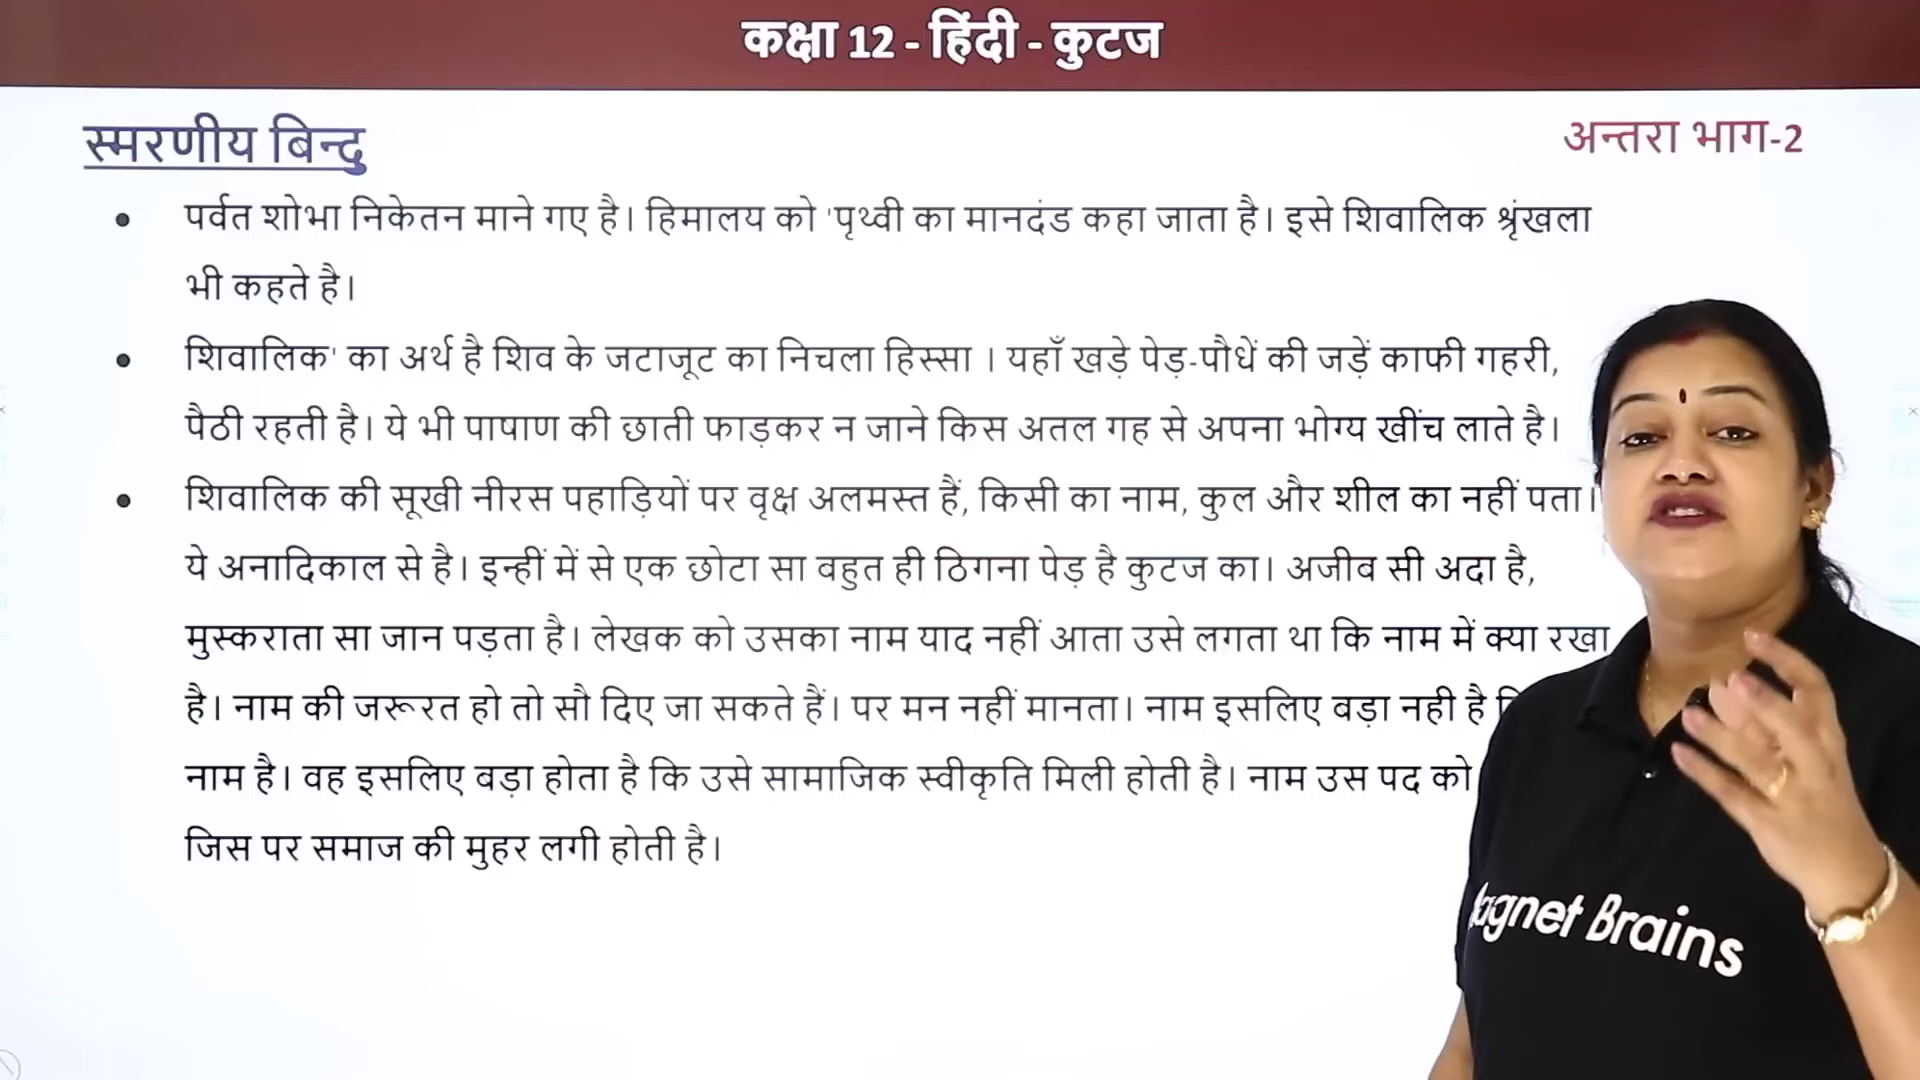 कक्षा 12 - हिंदी - कुटज
स्मरणीय बिन्दु
अन्तरा भाग-2
• पर्वत शोभा निकेतन माने गए है। हिमालय को 'पृथ्वी का मानदंड कहा जाता है। इसे शिवालिक श्रृंखला
भी कहते है।
• शिवालिक' का अर्थ है शिव के जटाजूट का निचला हिस्सा । यहाँ खड़े पेड़-पौधें की जड़ें काफी गहरी,
पैठी रहती है। ये भी पाषाण की छाती फाड़कर न जाने किस अतल गह से अपना भोग्य खींच लाते है।
• शिवालिक की सूखी नीरस पहाड़ियों पर वृक्ष अलमस्त हैं, किसी का नाम, कुल और शील का नहीं पता।
ये अनादिकाल से है। इन्हीं में से एक छोटा सा बहुत ही ठिगना पेड़ है कुटज का। अजीब सी अदा है,
मुस्कराता सा जान पड़ता है। लेखक को उसका नाम याद नहीं आता उसे लगता था कि नाम में क्या रखा
है। नाम की जरूरत हो तो सौ दिए जा सकते हैं। पर मन नहीं मानता। नाम इसलिए बड़ा नही है
नाम है। वह इसलिए बड़ा होता है कि उसे सामाजिक स्वीकृति मिली होती है। नाम उस पद को
जिस पर समाज की मुहर लगी होती है।
agnet Brains